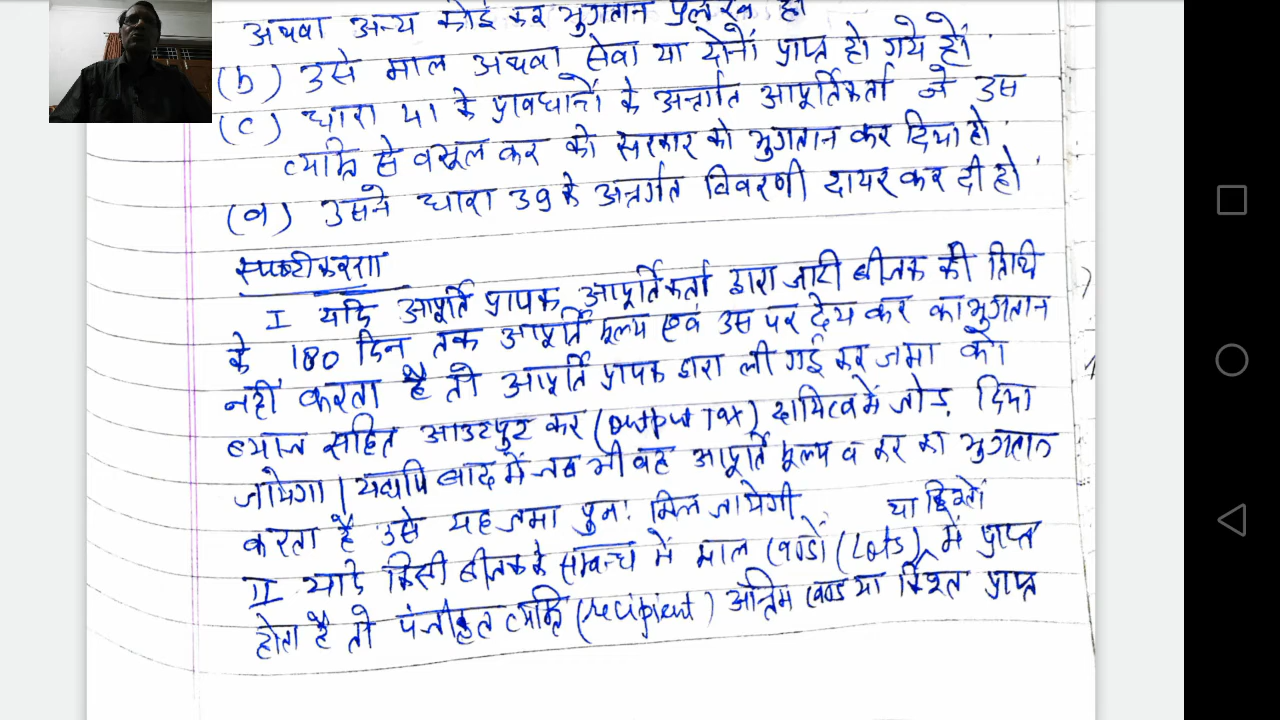 अथवा अन्य कोई कर भुगतान प्रलेख हो
(b) उसे माल अथवा सेवा या दोनों प्राप्त हो गये हों
(c) धारा 41 के प्रावधानों के अन्तर्गत आपूर्तिकर्ता ने उस
व्यक्ति से वसूल कर को सरकार को भुगतान कर दिया हो
(d) उसने धारा 39 के अन्तर्गत विवरणी दायर कर दी हो
स्पष्टीकरण
I यदि आपूर्ति प्रापक आपूर्तिकर्ता द्वारा जारी बीजक की तिथि
के 180 दिन तक आपूर्ति मूल्य एवं उस पर देय कर का भुगतान
नहीं करता है तो आपूर्ति प्रापक द्वारा ली गई कर जमा को
ब्याज सहित आउटपुट कर (output Tax) दायित्व में जोड़ दिया
जायेगा। यद्यपि बाद में जब भी वह आपूर्ति मूल्य व कर का भुगतान
करता है उसे यह जमा पुनः मिल जायेगी
II यदि किसी बीजक के सम्बन्ध में माल खण्डों (Lots) या किश्तों में प्राप्त
होता है तो पंजीकृत व्यक्ति (recipient) अन्तिम खण्ड या किश्त प्राप्त